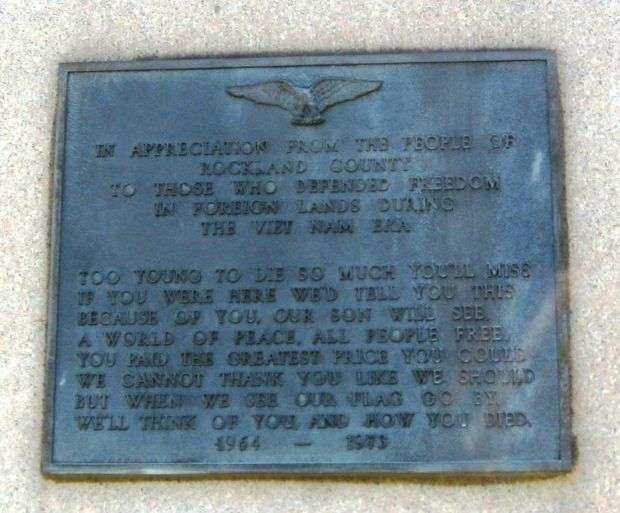 IN APPRECIATION FROM THE PEOPLE OF
ROCKLAND COUNTY
TO THOSE WHO DEFENDED FREEDOM
IN FOREIGN LANDS DURING
THE VIET NAM ERA
TOO YOUNG TO DIE SO MUCH YOU'LL MISS
IF YOU WERE HERE WE'D TELL YOU THIS
BECAUSE OF YOU, OUR SON WILL SEE,
A WORLD OF PEACE, ALL PEOPLE FREE.
YOU PAID THE GREATEST PRICE YOU COULD
WE CANNOT THANK YOU LIKE WE SHOULD
BUT WHEN WE SEE OUR FLAG GO BY,
WE'LL THINK OF YOU, AND HOW YOU DIED.
1964 — 1973